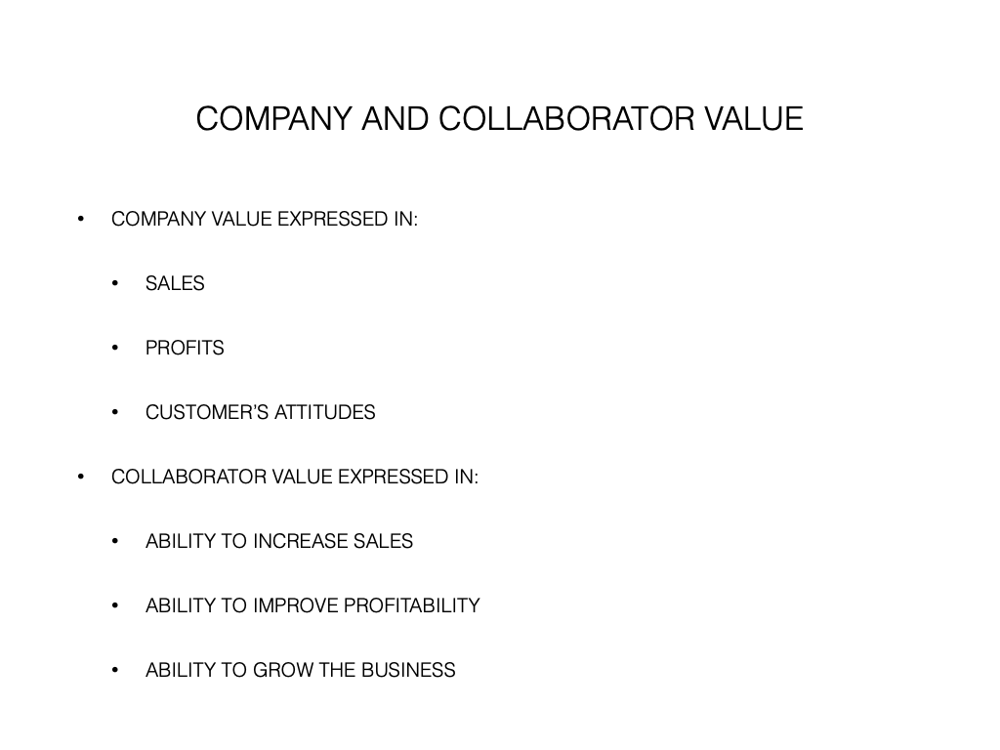 COMPANY AND COLLABORATOR VALUE
• COMPANY VALUE EXPRESSED IN:
• SALES
• PROFITS
• CUSTOMER’S ATTITUDES
• COLLABORATOR VALUE EXPRESSED IN:
• ABILITY TO INCREASE SALES
• ABILITY TO IMPROVE PROFITABILITY
• ABILITY TO GROW THE BUSINESS